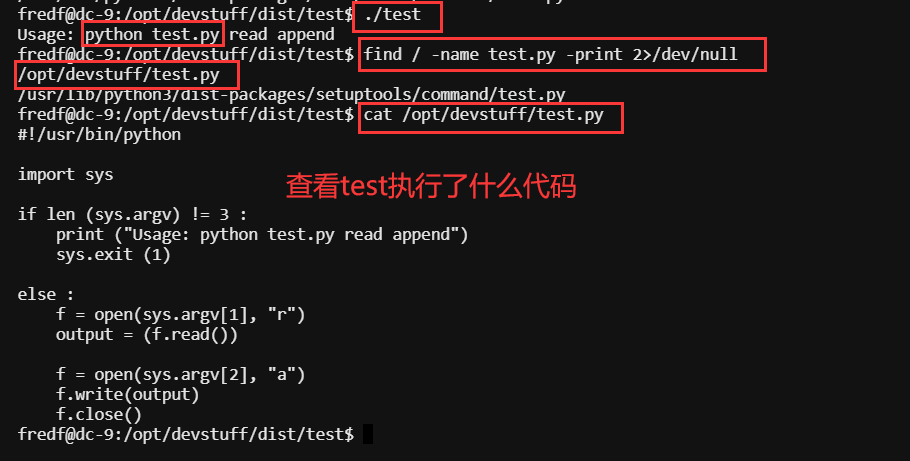 fredf@dc-9:/opt/devstuff/dist/test$ ./test
Usage: python test.py read append
fredf@dc-9:/opt/devstuff/dist/test$ find / -name test.py -print 2>/dev/null
/opt/devstuff/test.py
/usr/lib/python3/dist-packages/setuptools/command/test.py
fredf@dc-9:/opt/devstuff/dist/test$ cat /opt/devstuff/test.py
#!/usr/bin/python
import sys
查看test执行了什么代码
if len (sys.argv) != 3 :
    print ("Usage: python test.py read append")
    sys.exit (1)
else :
    f = open(sys.argv[1], "r")
    output = (f.read())
    f = open(sys.argv[2], "a")
    f.write(output)
    f.close()
fredf@dc-9:/opt/devstuff/dist/test$